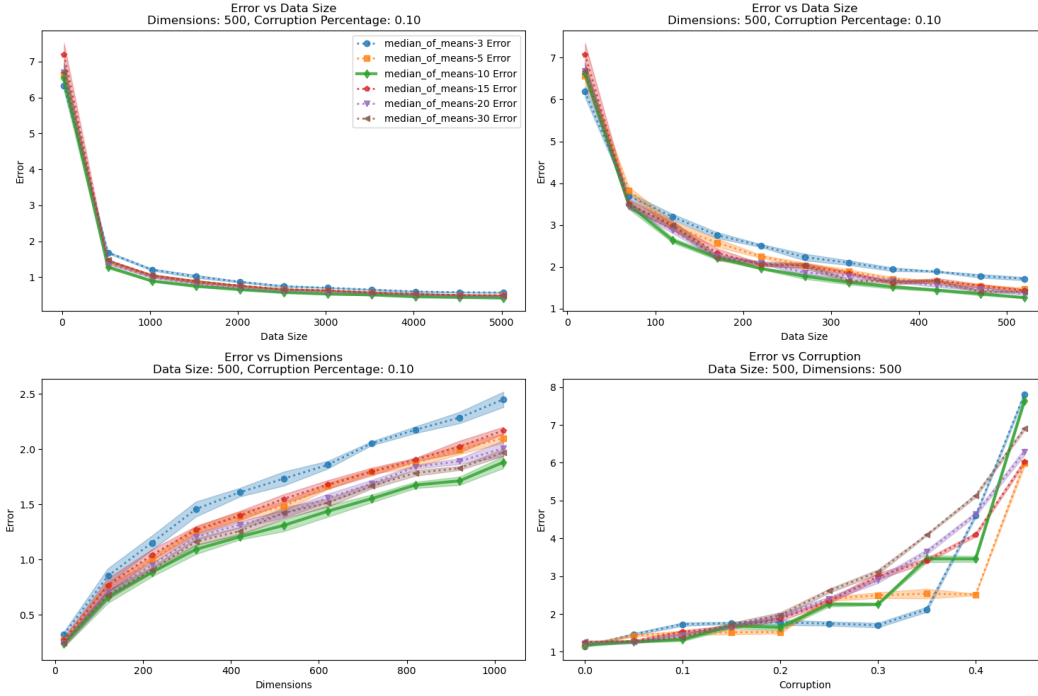 Error vs Data Size
Dimensions: 500, Corruption Percentage: 0.10
median_of_means-3 Error
median_of_means-5 Error
median_of_means-10 Error
median_of_means-15 Error
median_of_means-20 Error
median_of_means-30 Error
7
6
5
4
3
2
1
Error
0
1000
2000
3000
4000
5000
Data Size
Error vs Data Size
Dimensions: 500, Corruption Percentage: 0.10
7
6
5
4
3
2
1
Error
0
100
200
300
400
500
Data Size
Error vs Dimensions
Data Size: 500, Corruption Percentage: 0.10
2.5
2.0
1.5
1.0
0.5
Error
0
200
400
600
800
1000
Dimensions
Error vs Corruption
Data Size: 500, Dimensions: 500
8
7
6
5
4
3
2
1
Error
0.0
0.1
0.2
0.3
0.4
Corruption